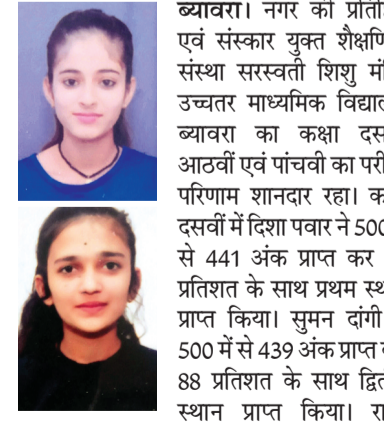 ब्यावरा। नगर की प्रतिि
एवं संस्कार युक्त शैक्षणि
संस्था सरस्वती शिशु मं
उच्चतर माध्यमिक विद्याल
ब्यावरा का कक्षा दस
आठवीं एवं पांचवी का परी
परिणाम शानदार रहा। क
दसवीं में दिशा पवार ने 500
से 441 अंक प्राप्त कर
प्रतिशत के साथ प्रथम स्थ
प्राप्त किया। सुमन दांगी
500 में से 439 अंक प्राप्त
88 प्रतिशत के साथ द्वित
स्थान प्राप्त किया। रा